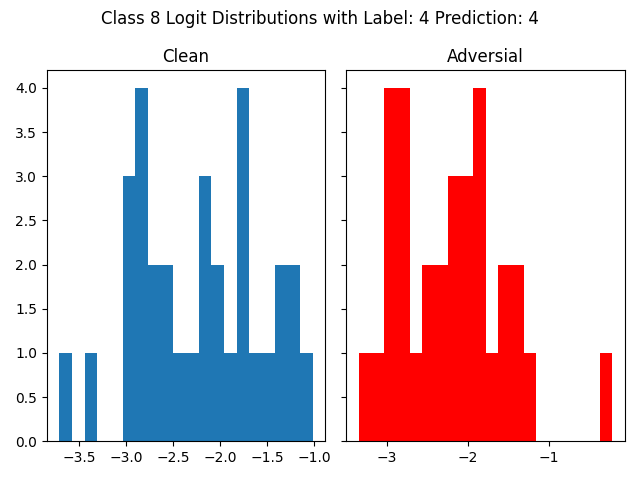 Class 8 Logit Distributions with Label: 4 Prediction: 4
Clean
Adversial
4.0
3.5
3.0
2.5
2.0
1.5
1.0
0.5
0.0
−3.5 −3.0 −2.5 −2.0 −1.5 −1.0
−3 −2 −1